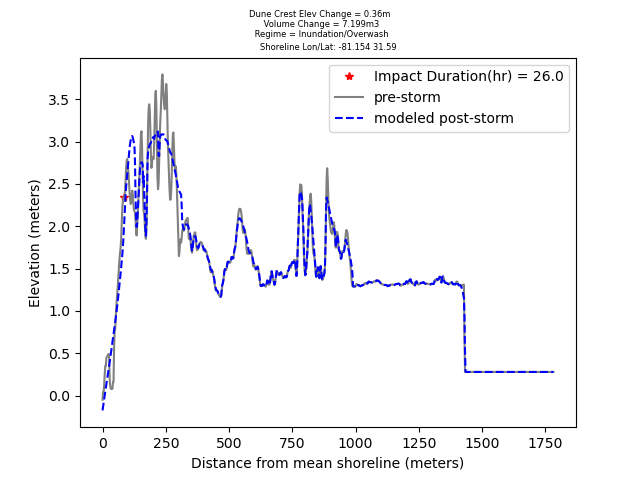 Dune Crest Elev Change = 0.36m
Volume Change = 7.199m3
Regime = Inundation/Overwash
Shoreline Lon/Lat: -81.154 31.59
Impact Duration(hr) = 26.0
pre-storm
modeled post-storm
Elevation (meters)
3.5
3.0
2.5
2.0
1.5
1.0
0.5
0.0
0 250 500 750 1000 1250 1500 1750
Distance from mean shoreline (meters)